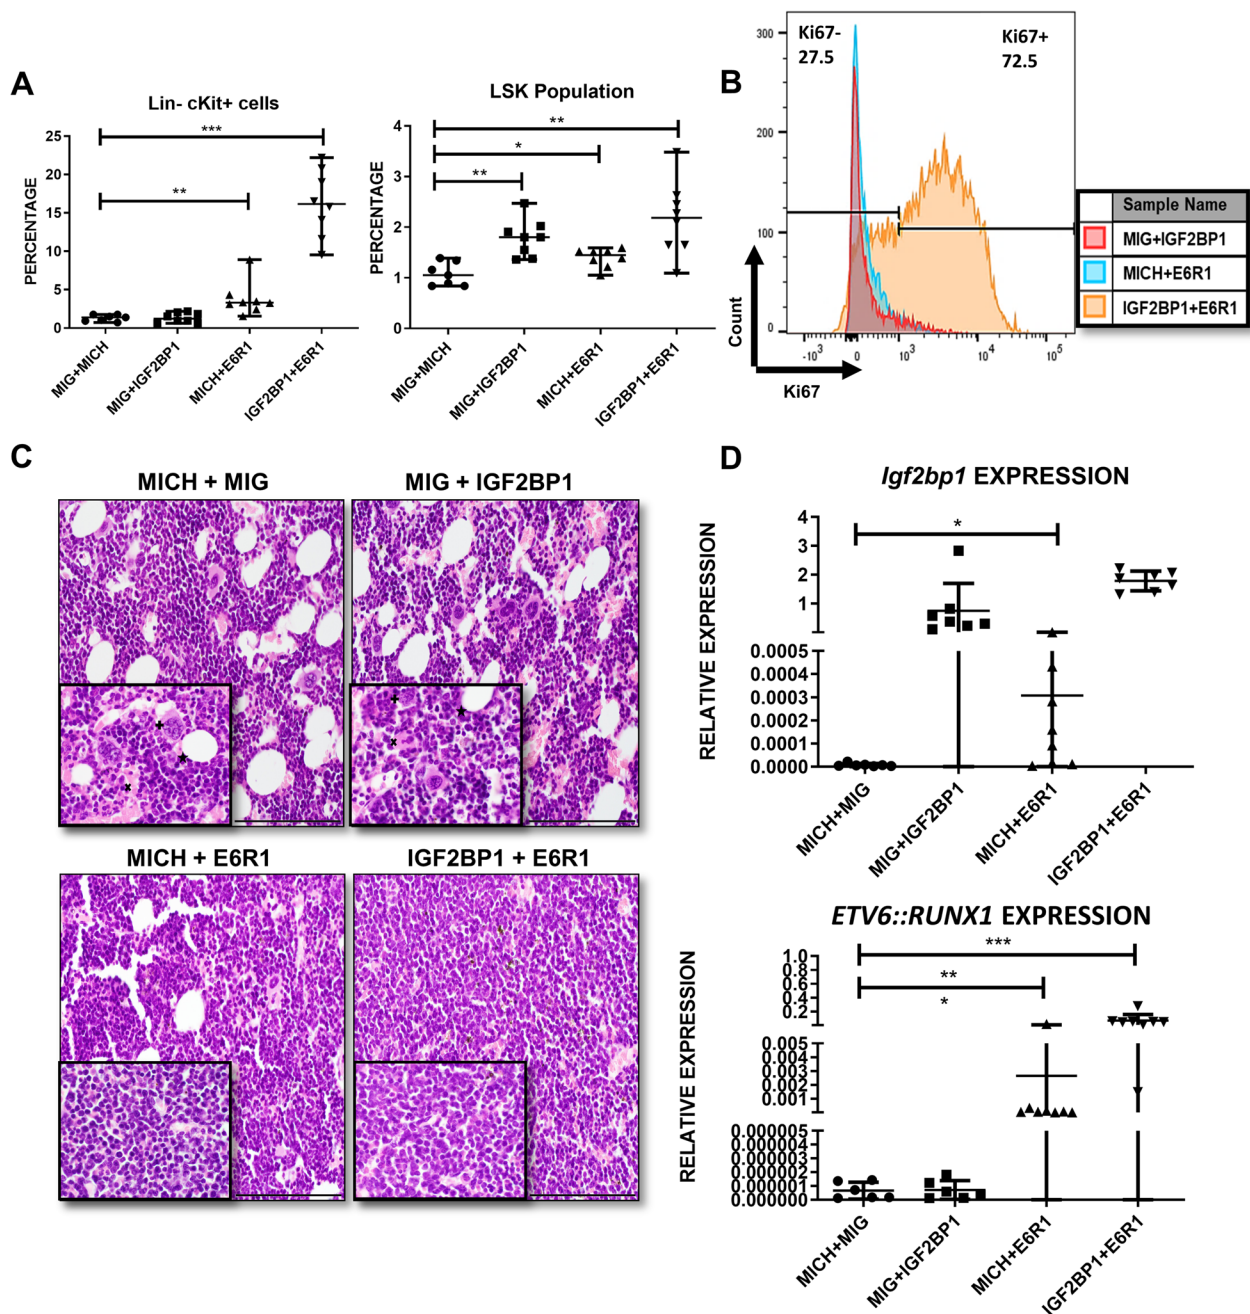 A
Lin- cKit+ cells
***
**
PERCENTAGE
25
20
15
10
5
0
MIG+MICH
MIG+IGF2BP1
MICH+E6R1
IGF2BP1+E6R1
LSK Population
**
*
**
PERCENTAGE
4
3
2
1
0
MIG+MICH
MIG+IGF2BP1
MICH+E6R1
IGF2BP1+E6R1
B
Ki67-
27.5
Ki67+
72.5
300
200
100
0
-10³ 0 10³ 10⁴ 10⁵
Count
Ki67
Sample Name
MIG+IGF2BP1
MICH+E6R1
IGF2BP1+E6R1
C
MICH + MIG
MIG + IGF2BP1
MICH + E6R1
IGF2BP1 + E6R1
D
Igf2bp1 EXPRESSION
*
RELATIVE EXPRESSION
4
3
2
1
0.0005
0.0004
0.0003
0.0002
0.0001
0.0000
MICH+MIG
MIG+IGF2BP1
MICH+E6R1
IGF2BP1+E6R1
ETV6::RUNX1 EXPRESSION
***
**
*
RELATIVE EXPRESSION
1.0
0.8
0.6
0.4
0.2
0.005
0.004
0.003
0.002
0.001
0.000005
0.000004
0.000003
0.000002
0.000001
0.000000
MICH+MIG
MIG+IGF2BP1
MICH+E6R1
IGF2BP1+E6R1